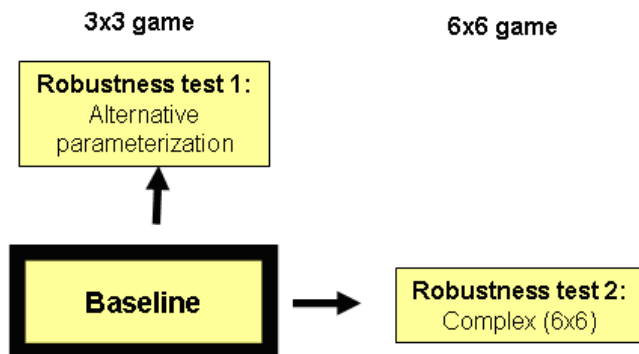 3x3 game
6x6 game
Robustness test 1:
Alternative
parameterization
Baseline
Robustness test 2:
Complex (6x6)